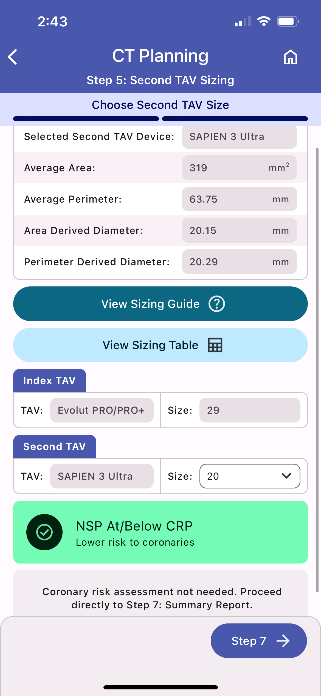 2:43
CT Planning
Step 5: Second TAV Sizing
Choose Second TAV Size
Selected Second TAV Device: SAPIEN 3 Ultra
Average Area: 319 mm²
Average Perimeter: 63.75 mm
Area Derived Diameter: 20.15 mm
Perimeter Derived Diameter: 20.29 mm
View Sizing Guide ?
View Sizing Table
Index TAV
TAV: Evolut PRO/PRO+ Size: 29
Second TAV
TAV: SAPIEN 3 Ultra Size: 20
NSP At/Below CRP
Lower risk to coronaries
Coronary risk assessment not needed. Proceed
directly to Step 7: Summary Report.
Step 7